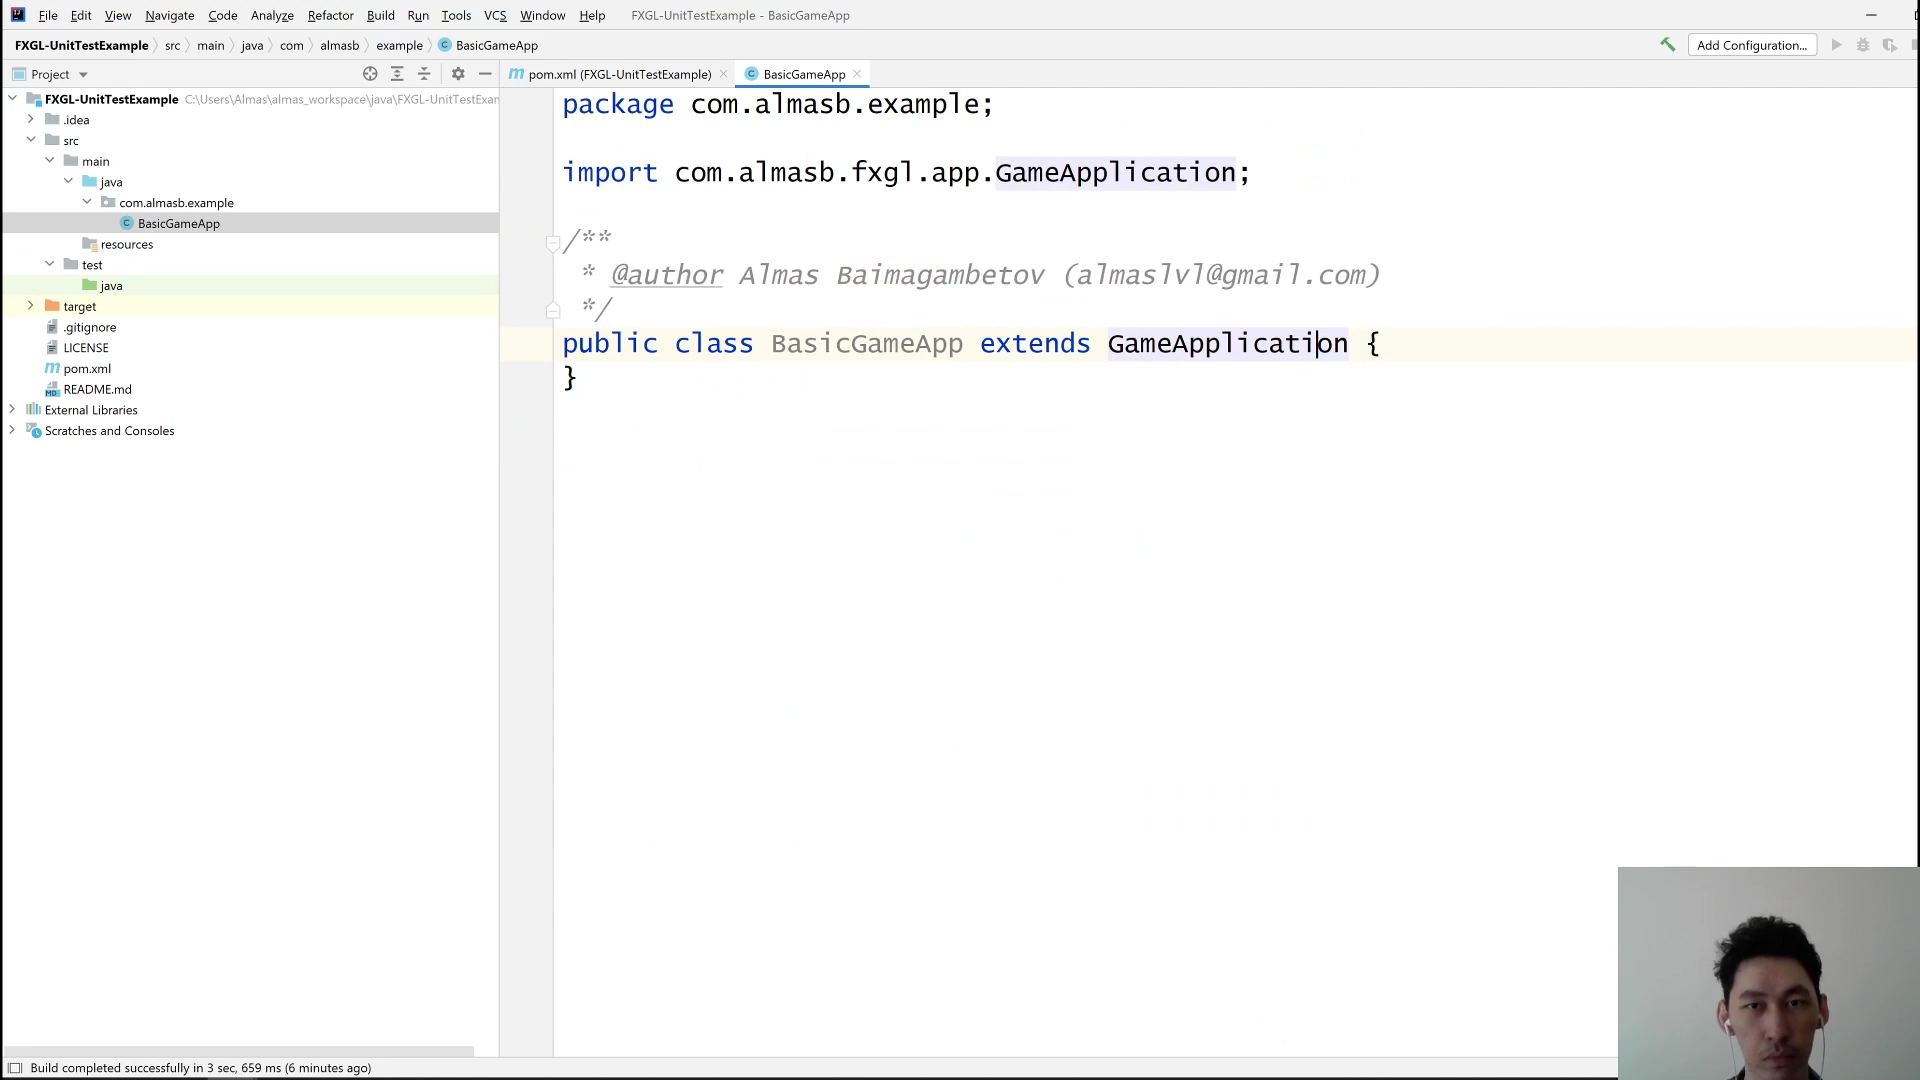 File Edit View Navigate Code Analyze Refactor Build Run Tools VCS Window Help FXGL-UnitTestExample - BasicGameApp
FXGL-UnitTestExample src main java com almasb example BasicGameApp Add Configuration...
Project
pom.xml (FXGL-UnitTestExample) BasicGameApp
FXGL-UnitTestExample C:\Users\Almas\almas_workspace\java\FXGL-UnitTestExam
.idea
src
main
java
com.almasb.example
BasicGameApp
resources
test
java
target
.gitignore
LICENSE
pom.xml
README.md
External Libraries
Scratches and Consoles
package com.almasb.example;
import com.almasb.fxgl.app.GameApplication;
/**
* @author Almas Baimagambetov (almaslvl@gmail.com)
*/
public class BasicGameApp extends GameApplication {
}
Build completed successfully in 3 sec, 659 ms (6 minutes ago)